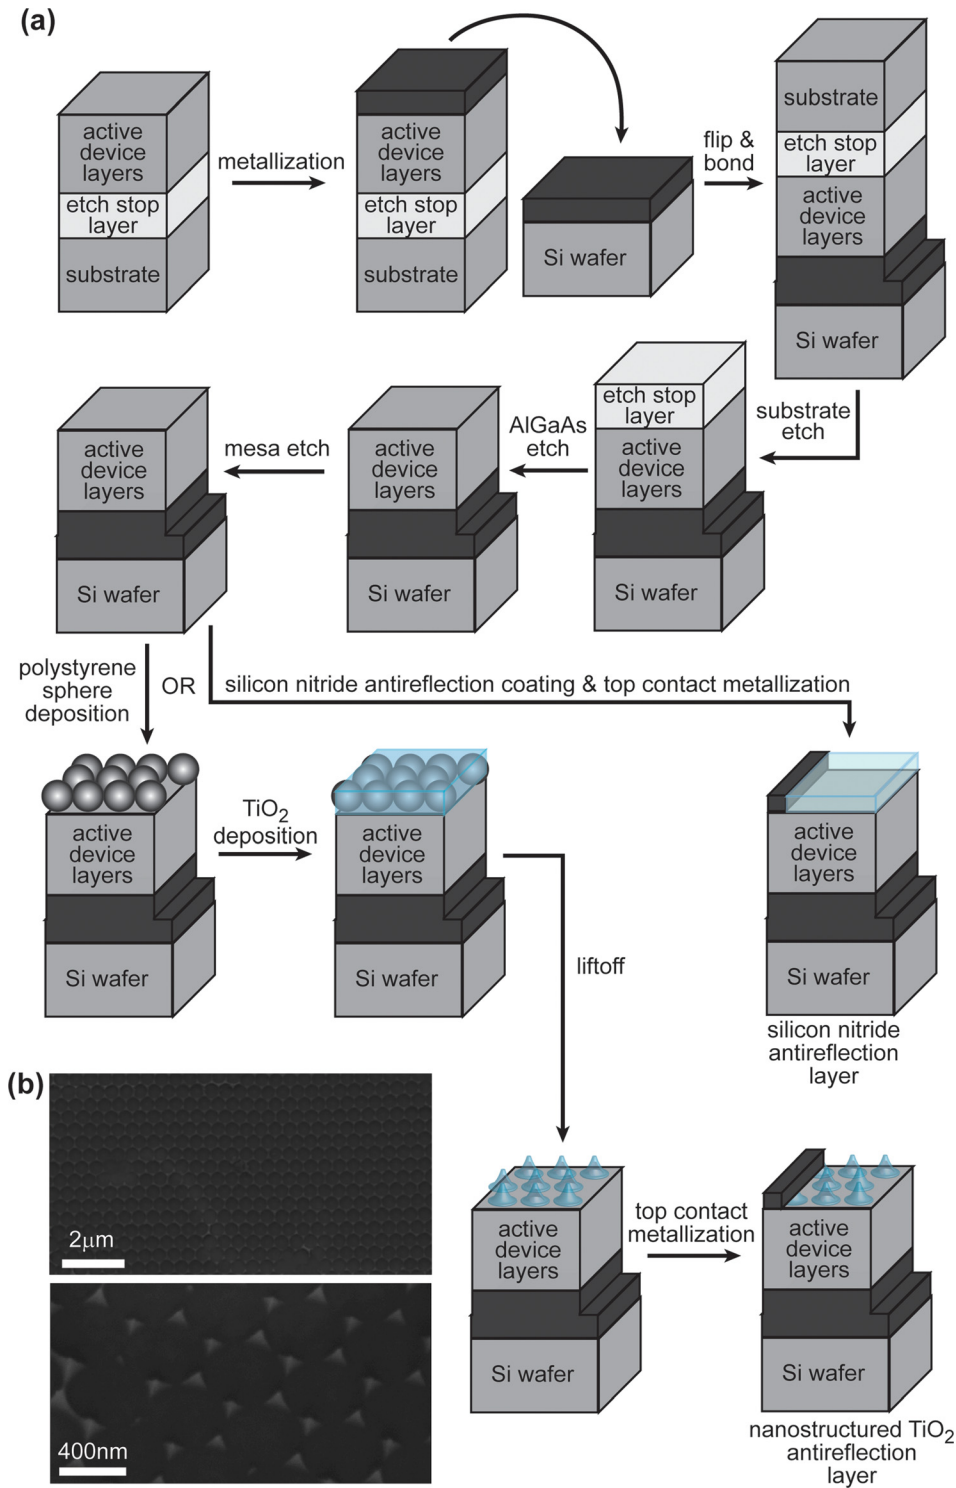 (a)
active
device
layers
etch stop
layer
substrate
metallization
active
device
layers
etch stop
layer
substrate
Si wafer
flip &
bond
substrate
etch stop
layer
active
device
layers
Si wafer
substrate
etch
etch stop
layer
active
device
layers
Si wafer
AlGaAs
etch
active
device
layers
Si wafer
mesa etch
active
device
layers
Si wafer
polystyrene
sphere
deposition
OR
silicon nitride antireflection coating & top contact metallization
active
device
layers
Si wafer
TiO2
deposition
active
device
layers
Si wafer
liftoff
active
device
layers
Si wafer
silicon nitride
antireflection
layer
(b)
2μm
400nm
active
device
layers
Si wafer
top contact
metallization
active
device
layers
Si wafer
nanostructured TiO2
antireflection
layer